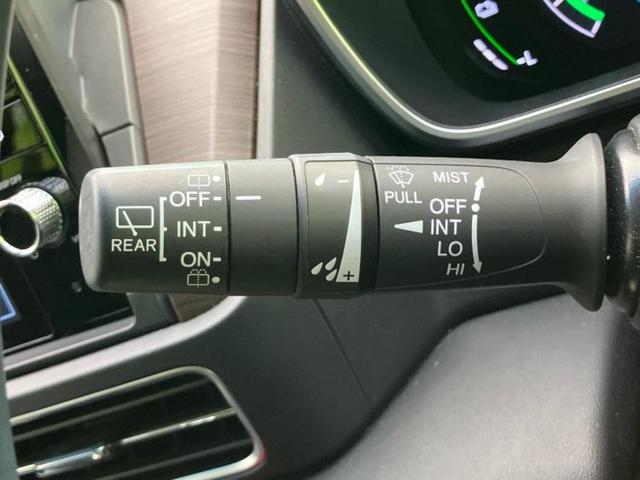 OFF
INT
ON
REAR
− 
+
PULL
MIST
OFF
INT
LO
HI